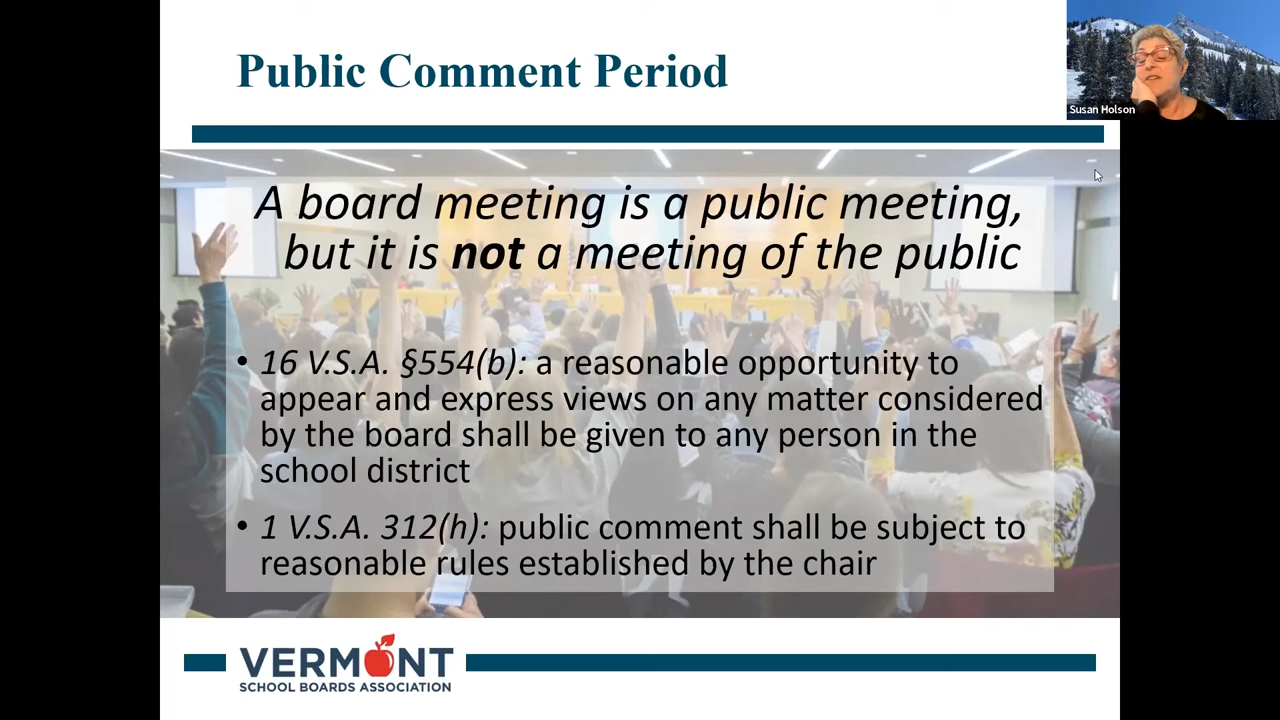 Public Comment Period
Susan Holson
A board meeting is a public meeting,
but it is not a meeting of the public
• 16 V.S.A. §554(b): a reasonable opportunity to
appear and express views on any matter considered
by the board shall be given to any person in the
school district
• 1 V.S.A. 312(h): public comment shall be subject to
reasonable rules established by the chair
VERMONT
SCHOOL BOARDS ASSOCIATION